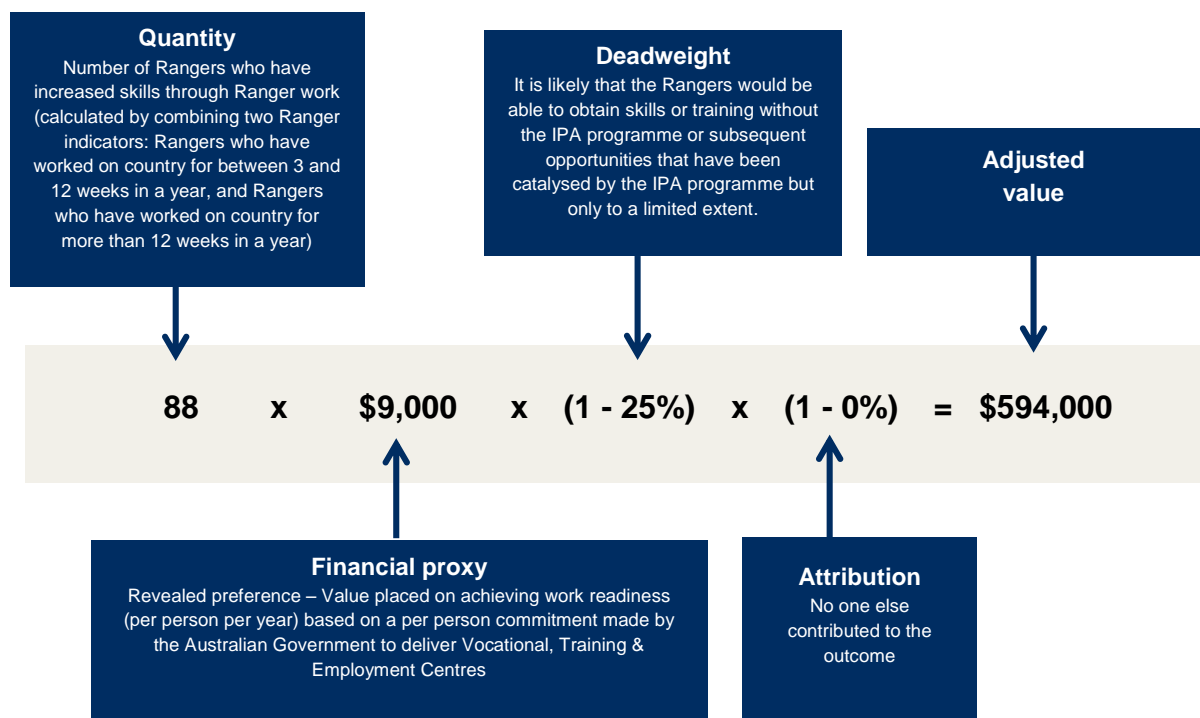 Quantity
Number of Rangers who have
increased skills through Ranger work
(calculated by combining two Ranger
indicators: Rangers who have
worked on country for between 3 and
12 weeks in a year, and Rangers
who have worked on country for
more than 12 weeks in a year)
Deadweight
It is likely that the Rangers would be
able to obtain skills or training without
the IPA programme or subsequent
opportunities that have been
catalysed by the IPA programme but
only to a limited extent.
Adjusted
value
88 x $9,000 x (1 - 25%) x (1 - 0%) = $594,000
Financial proxy
Revealed preference – Value placed on achieving work readiness
(per person per year) based on a per person commitment made by
the Australian Government to deliver Vocational, Training &
Employment Centres
Attribution
No one else
contributed to the
outcome